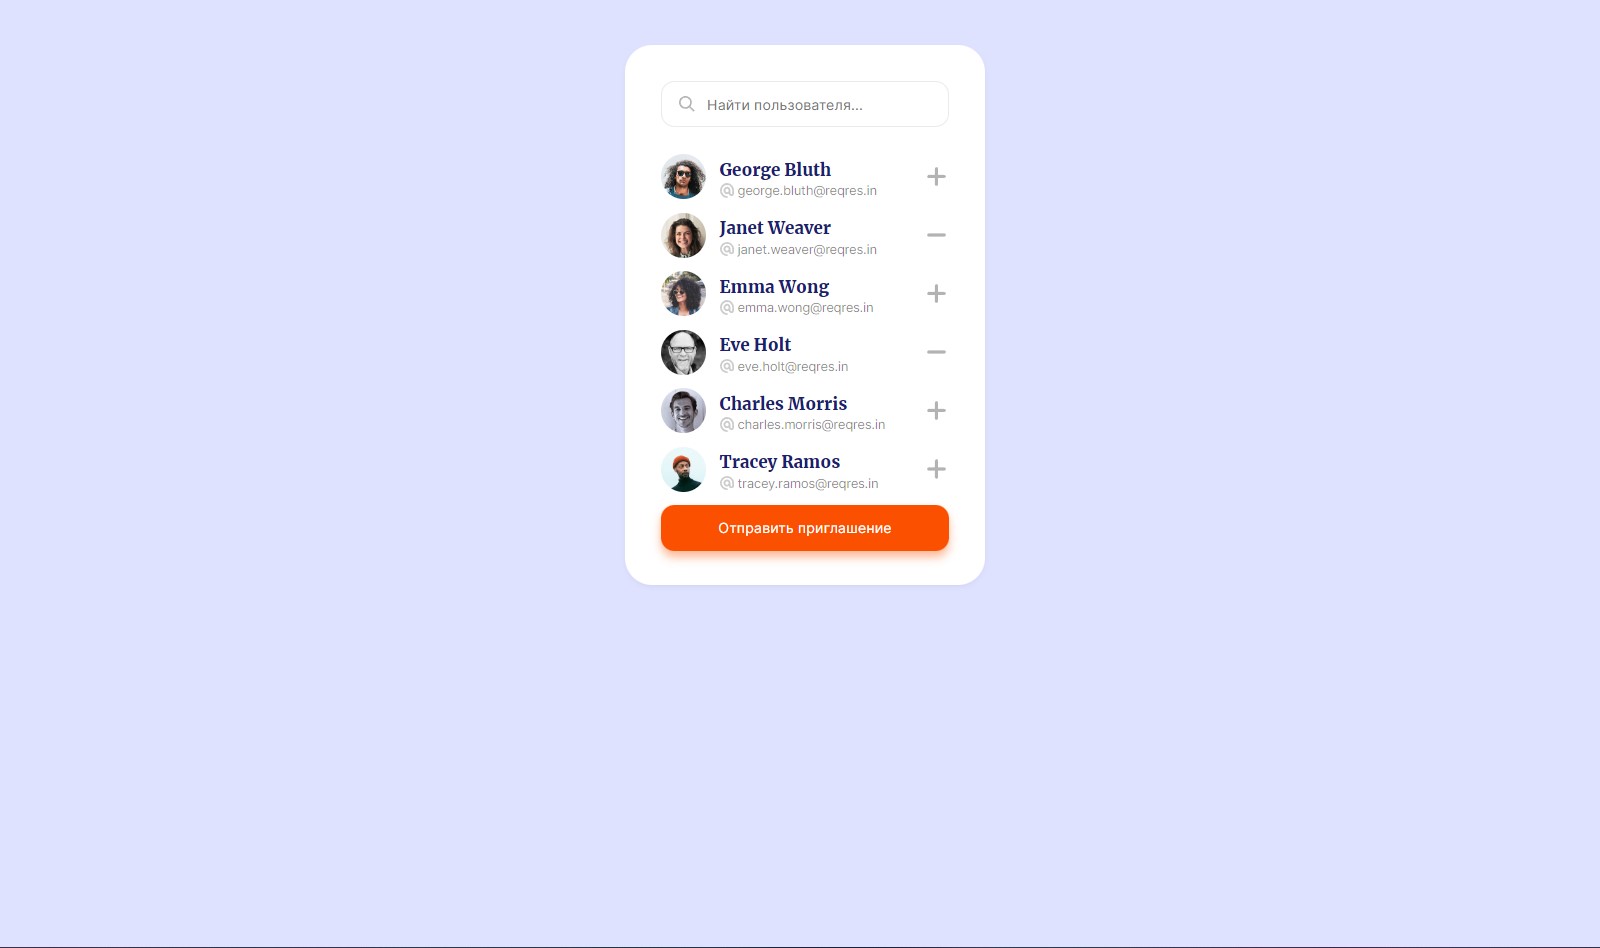 Найти пользователя...
George Bluth
george.bluth@reqres.in
Janet Weaver
janet.weaver@reqres.in
Emma Wong
emma.wong@reqres.in
Eve Holt
eve.holt@reqres.in
Charles Morris
charles.morris@reqres.in
Tracey Ramos
tracey.ramos@reqres.in
Отправить приглашение